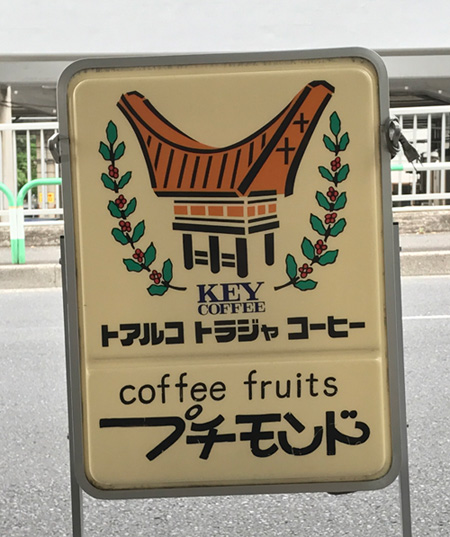 KEY
COFFEE
トアルコ トラジャ コーヒー
coffee fruits
プチモンド